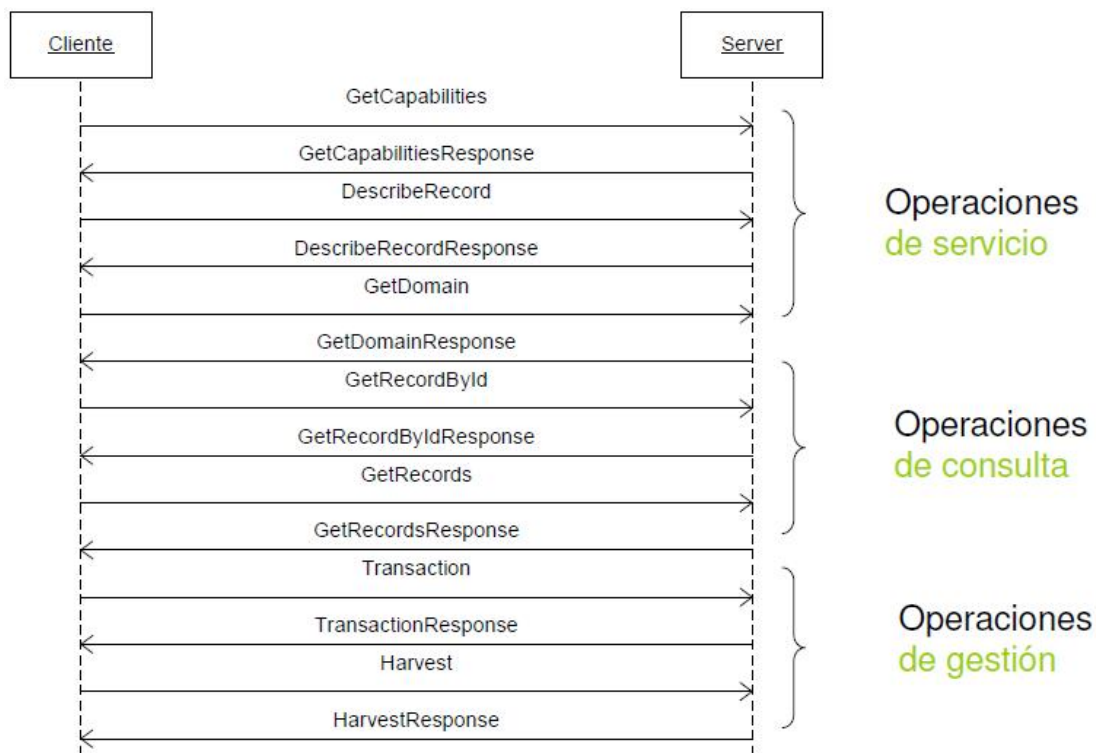 Cliente
Server
GetCapabilities
GetCapabilitiesResponse
DescribeRecord
DescribeRecordResponse
GetDomain
GetDomainResponse
GetRecordById
GetRecordByIdResponse
GetRecords
GetRecordsResponse
Transaction
TransactionResponse
Harvest
HarvestResponse
Operaciones
de servicio
Operaciones
de consulta
Operaciones
de gestión